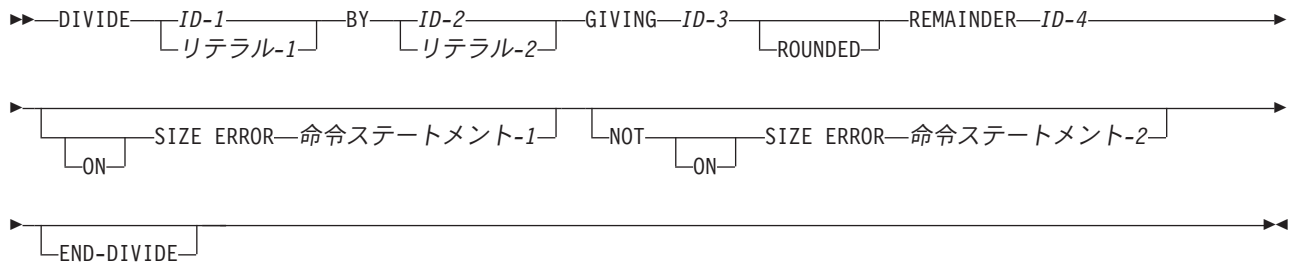 DIVIDE ID-1 BY ID-2 GIVING ID-3 REMAINDER ID-4
リテラル-1 リテラル-2 ROUNDED
SIZE ERROR 命令ステートメント-1 NOT SIZE ERROR 命令ステートメント-2
ON ON
END-DIVIDE